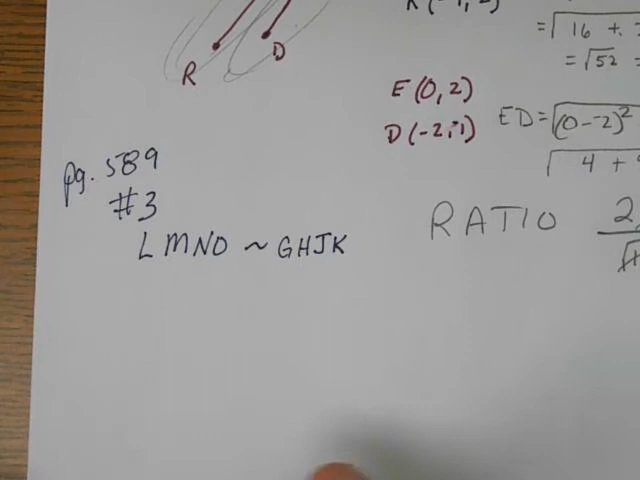 R
D
= √16 +
= √52 =
E(0, 2)
D(-2, -1)
ED = √(0--2)²
√4 +
pg. 589
#3
LMNO ~ GHJK
RATIO
2